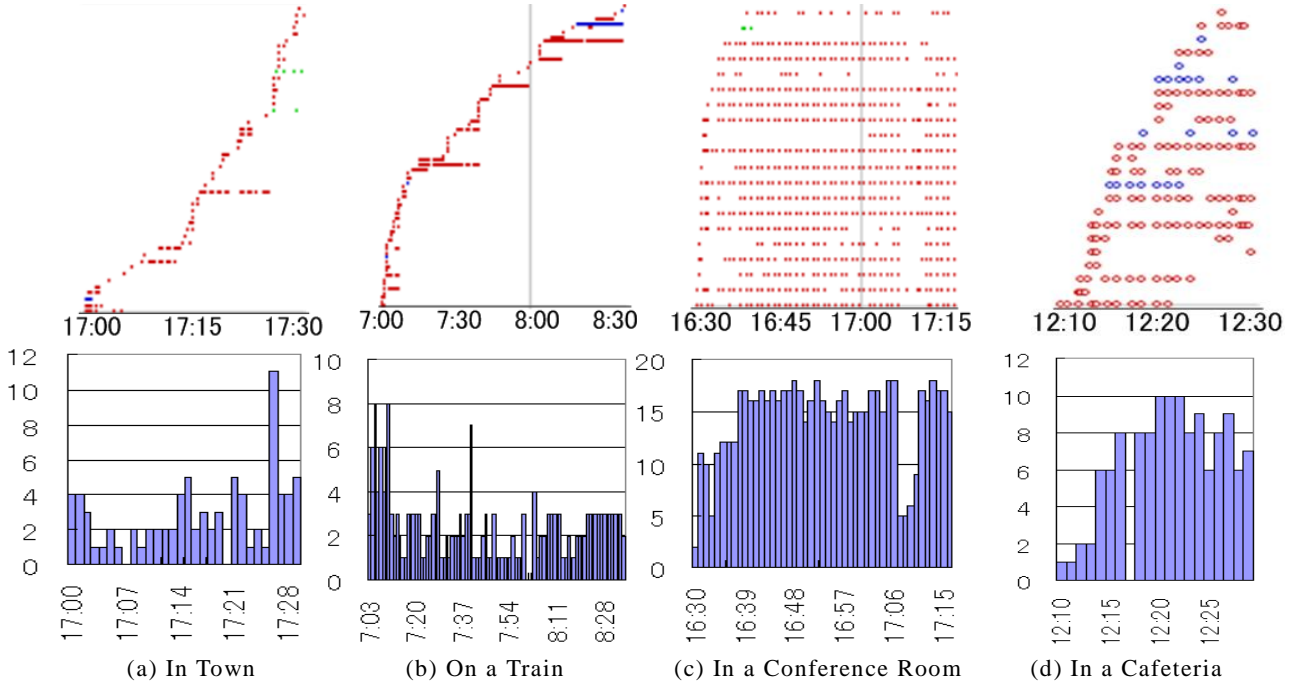 17:00 17:15 17:30
7:00 7:30 8:00 8:30
16:30 16:45 17:00 17:15
12:10 12:20 12:30
12
10
8
6
4
2
0
17:00 17:07 17:14 17:21 17:28
10
8
6
4
2
0
7:03 7:20 7:37 7:54 8:11 8:28
20
15
10
5
0
16:30 16:39 16:48 16:57 17:06 17:15
12
10
8
6
4
2
0
12:10 12:15 12:20 12:25
(a) In Town
(b) On a Train
(c) In a Conference Room
(d) In a Cafeteria